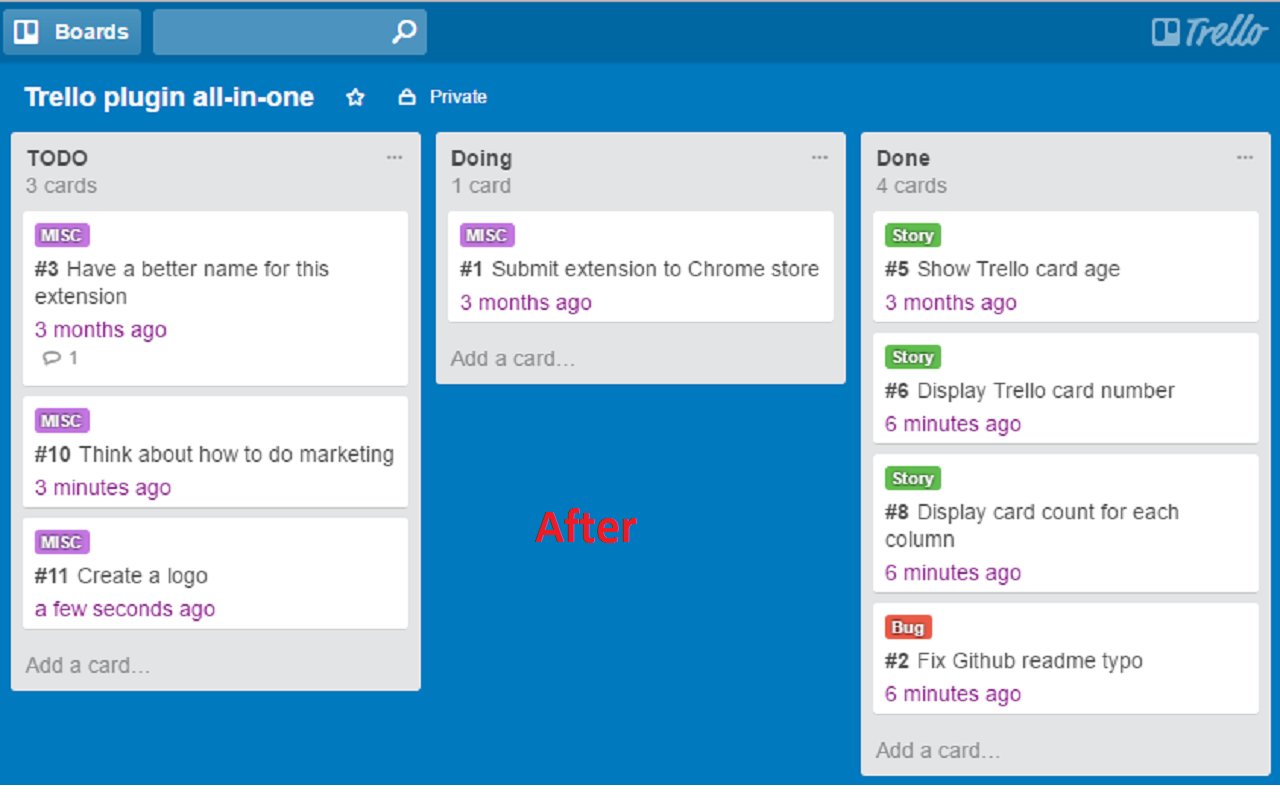 Boards
Trello
Trello plugin all-in-one
Private
TODO
3 cards
MISC
#3 Have a better name for this
extension
3 months ago
1
MISC
#10 Think about how to do marketing
3 minutes ago
MISC
#11 Create a logo
a few seconds ago
Add a card...
Doing
1 card
MISC
#1 Submit extension to Chrome store
3 months ago
Add a card...
After
Done
4 cards
Story
#5 Show Trello card age
3 months ago
Story
#6 Display Trello card number
6 minutes ago
Story
#8 Display card count for each
column
6 minutes ago
Bug
#2 Fix Github readme typo
6 minutes ago
Add a card...